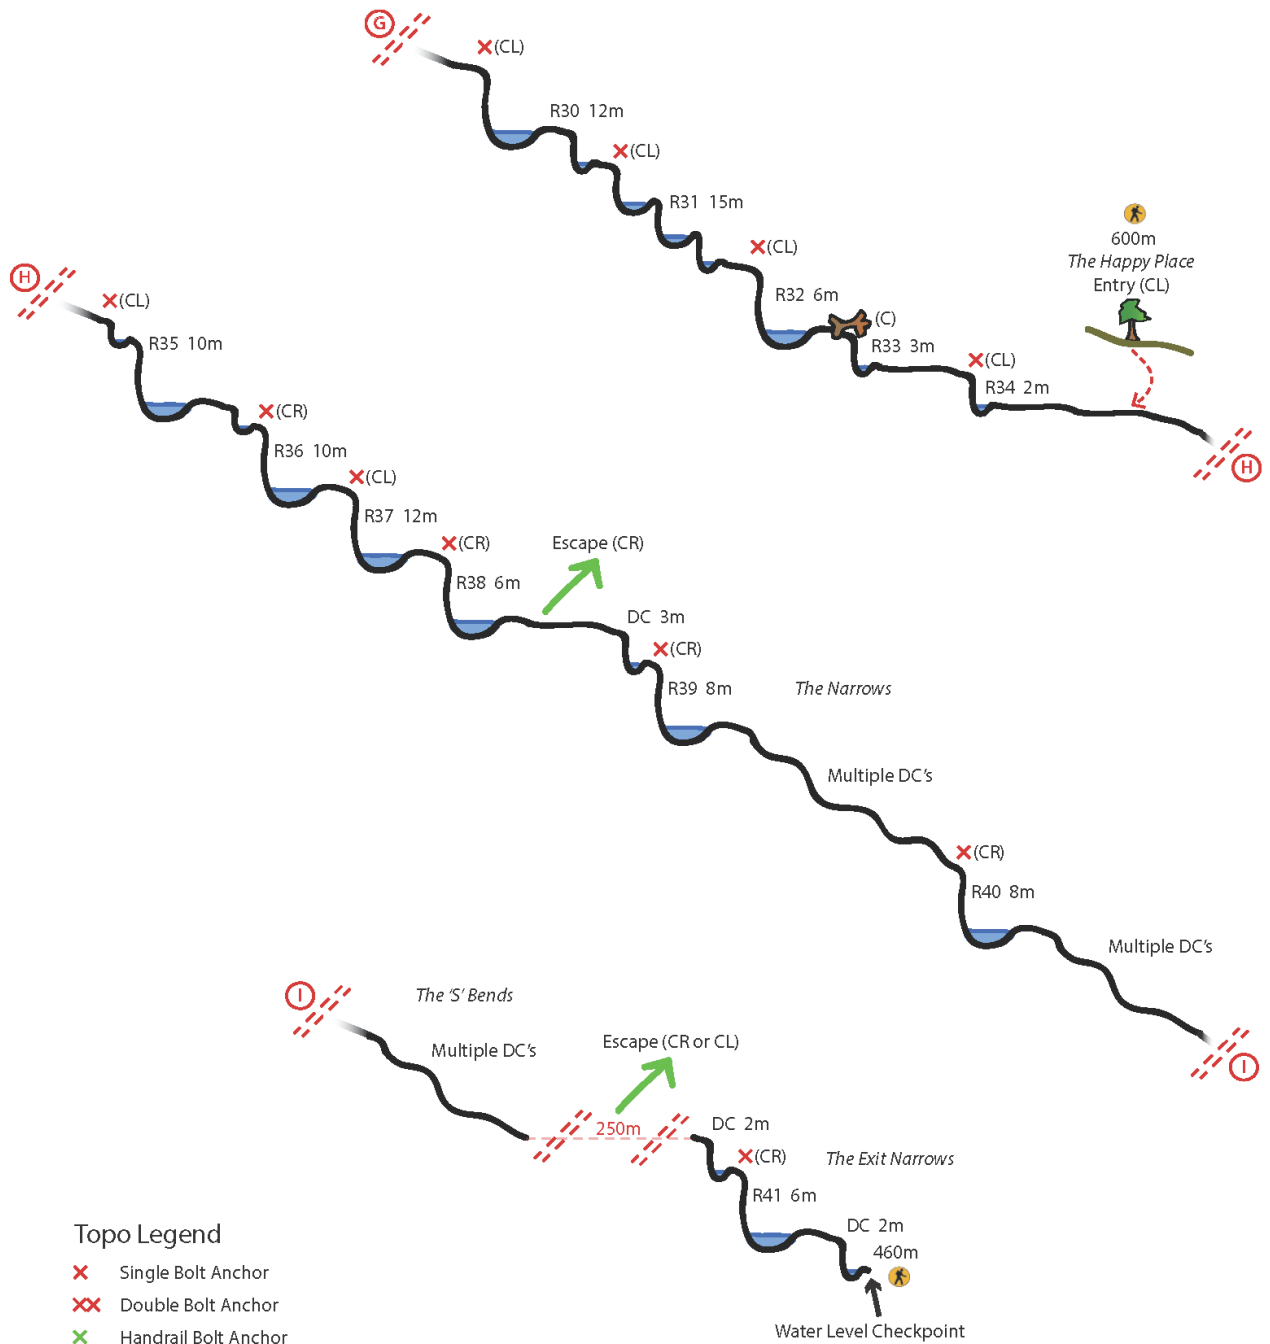 G
(CL)
R30 12m
(CL)
R31 15m
(CL)
R32 6m
(C)
R33 3m
(CL)
R34 2m
600m
The Happy Place
Entry (CL)
H
H
(CL)
R35 10m
(CR)
R36 10m
(CL)
R37 12m
(CR)
R38 6m
Escape (CR)
DC 3m
(CR)
R39 8m
The Narrows
Multiple DC's
(CR)
R40 8m
Multiple DC's
I
I
The 'S' Bends
Multiple DC's
Escape (CR or CL)
250m
DC 2m
(CR)
The Exit Narrows
R41 6m
DC 2m
460m
Water Level Checkpoint
Topo Legend
Single Bolt Anchor
Double Bolt Anchor
Handrail Bolt Anchor